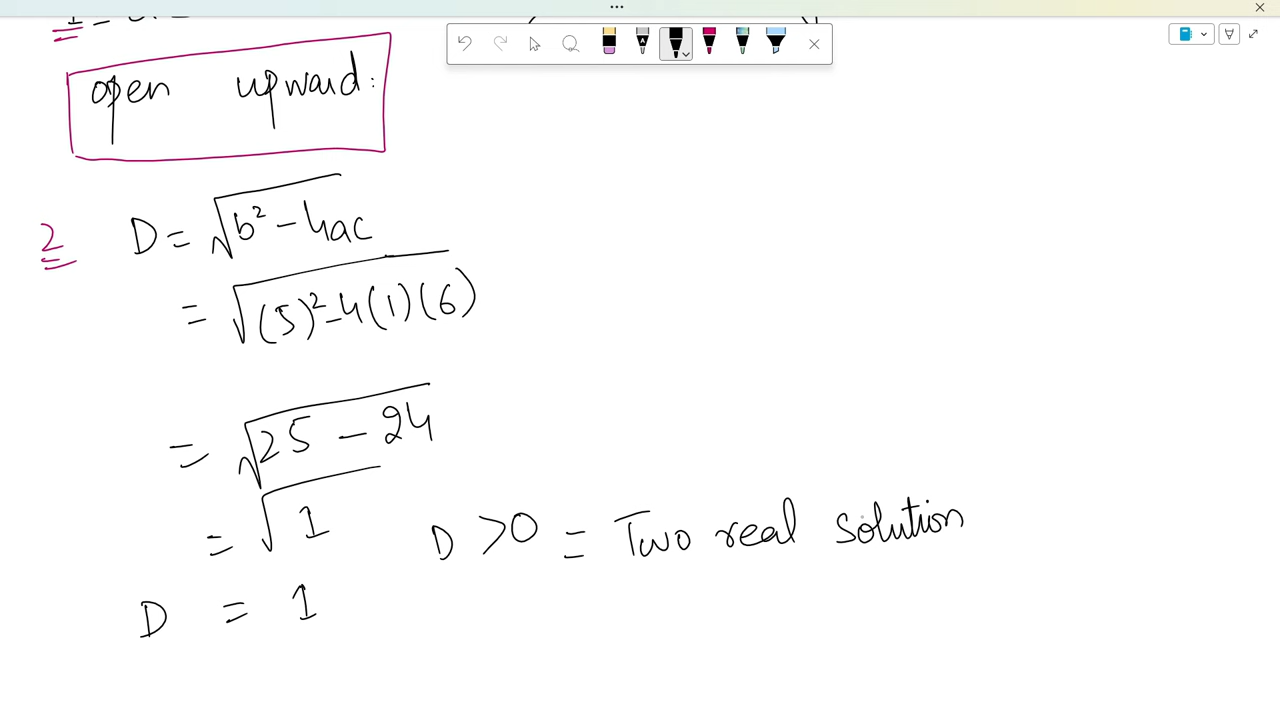 open upward:
2 D = √b² - 4ac
= √(5)² - 4(1)(6)
= √25 - 24
= √1 D > 0 = Two real solution
D = 1